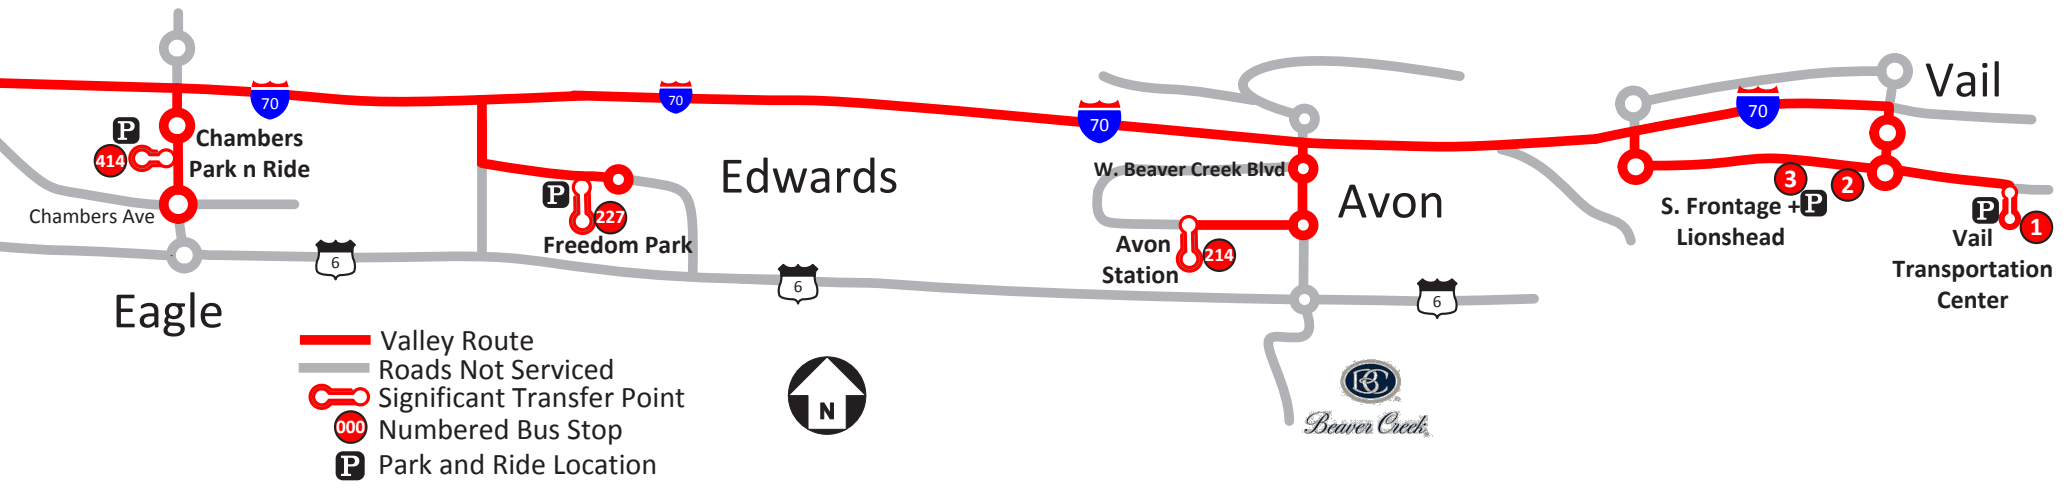 Vail
70
70
70
70
P
Chambers
414
Park n Ride
Edwards
W. Beaver Creek Blvd
Avon
P
227
Freedom Park
3
2
S. Frontage +P
Lionshead
P
1
Vail
Transportation
Center
Chambers Ave
Avon
214
Station
6
6
6
Eagle
Valley Route
Roads Not Serviced
Significant Transfer Point
000 Numbered Bus Stop
P Park and Ride Location
N
BC
Beaver Creek